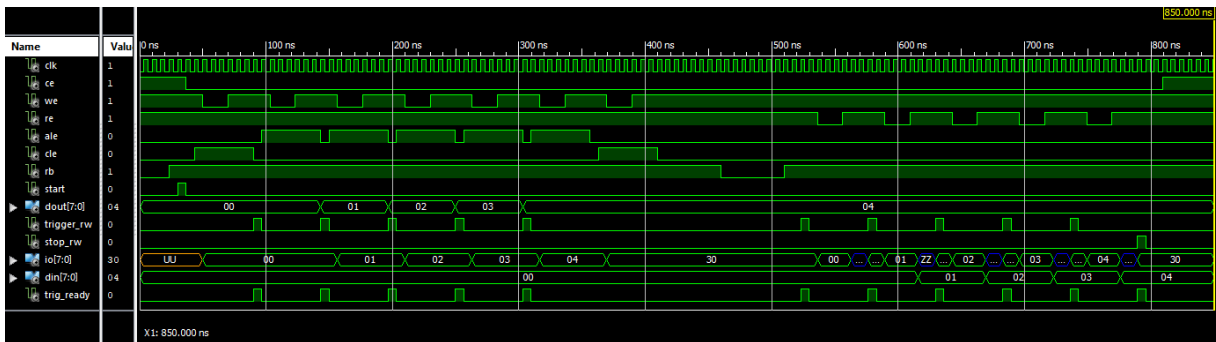 850.000 ns
Name Valu 0 ns 100 ns 200 ns 300 ns 400 ns 500 ns 600 ns 700 ns 800 ns
clk 1
ce 1
we 1
re 1
ale 0
cle 0
rb 1
start 0
dout[7:0] 04 00 01 02 03 04
trigger_rw 0
stop_rw 0
io[7:0] 30 UU 00 01 02 03 04 30 00 ... ... 01 ZZ ... 02 ... ... 03 ... ... 04 ... 30
din[7:0] 04 00 01 02 03 04
trig_ready 0
X1: 850.000 ns